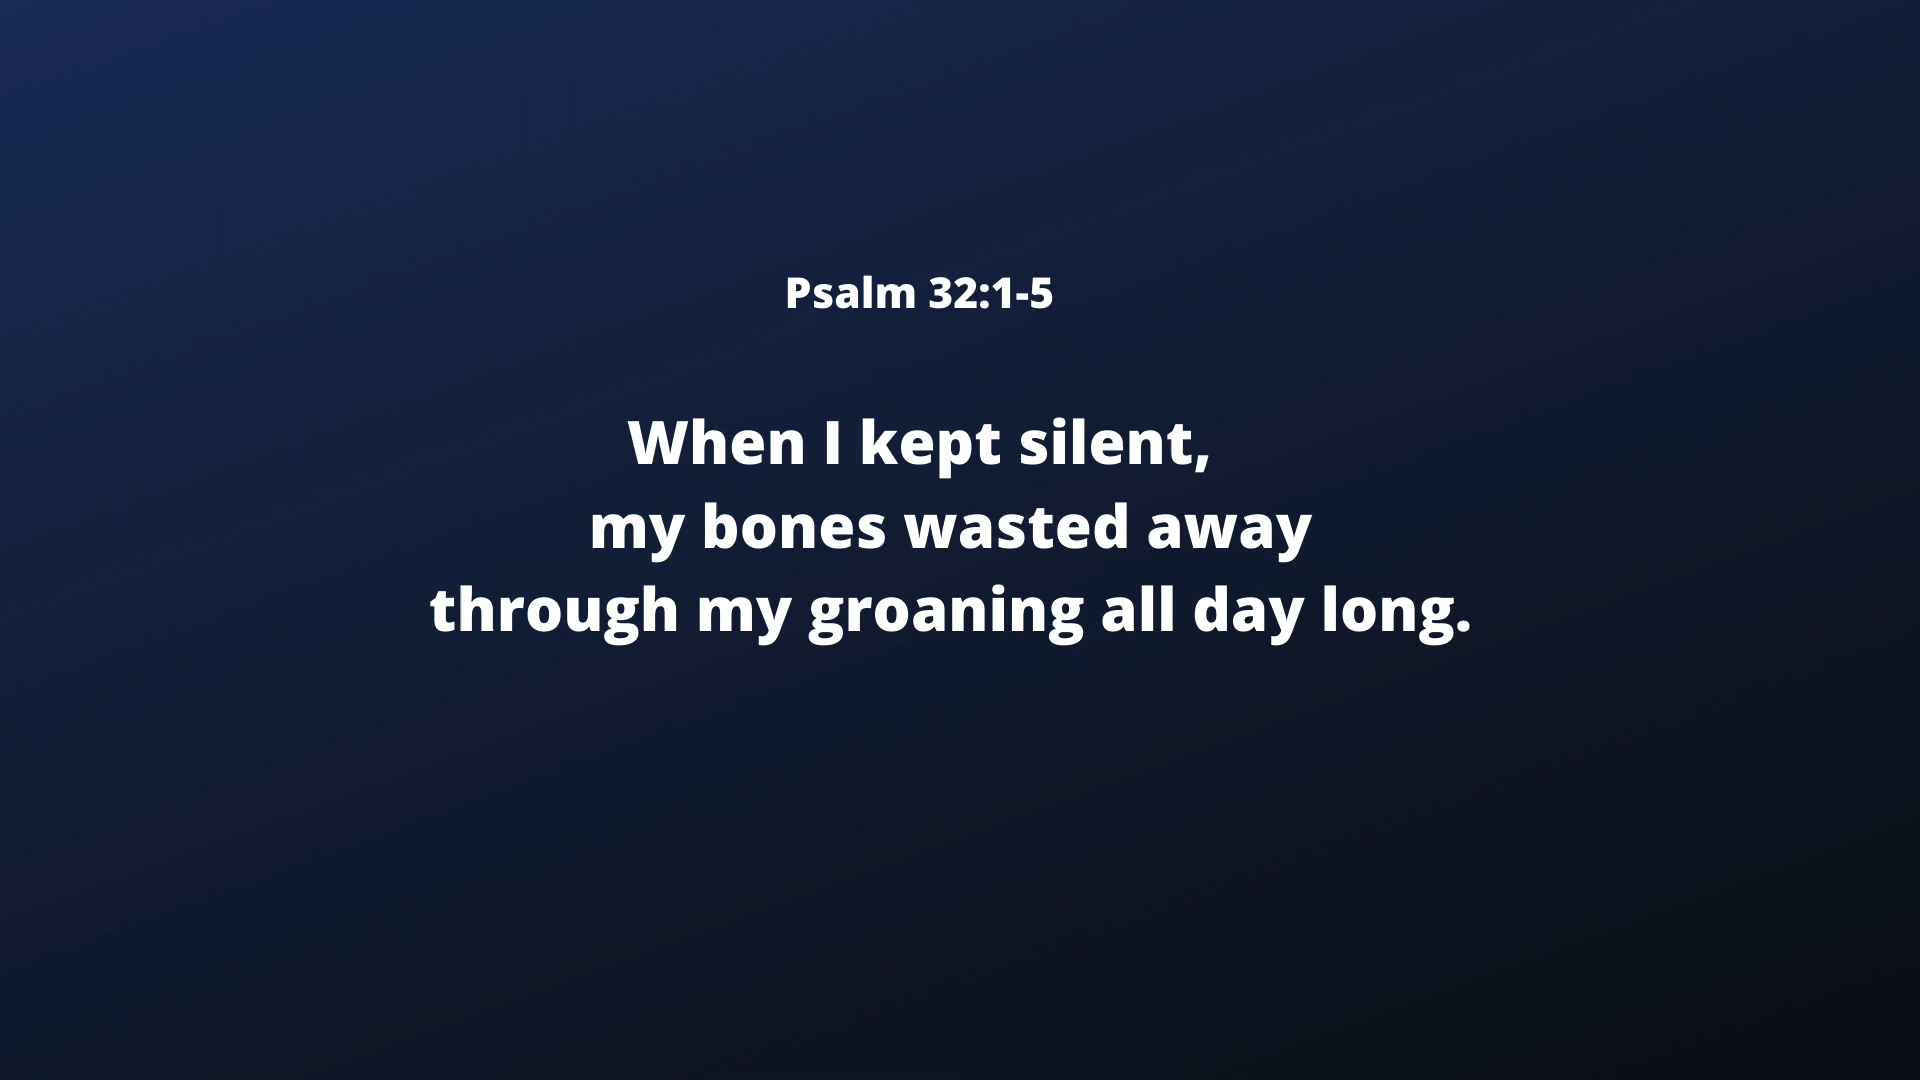 Psalm 32:1-5
When I kept silent,
my bones wasted away
through my groaning all day long.